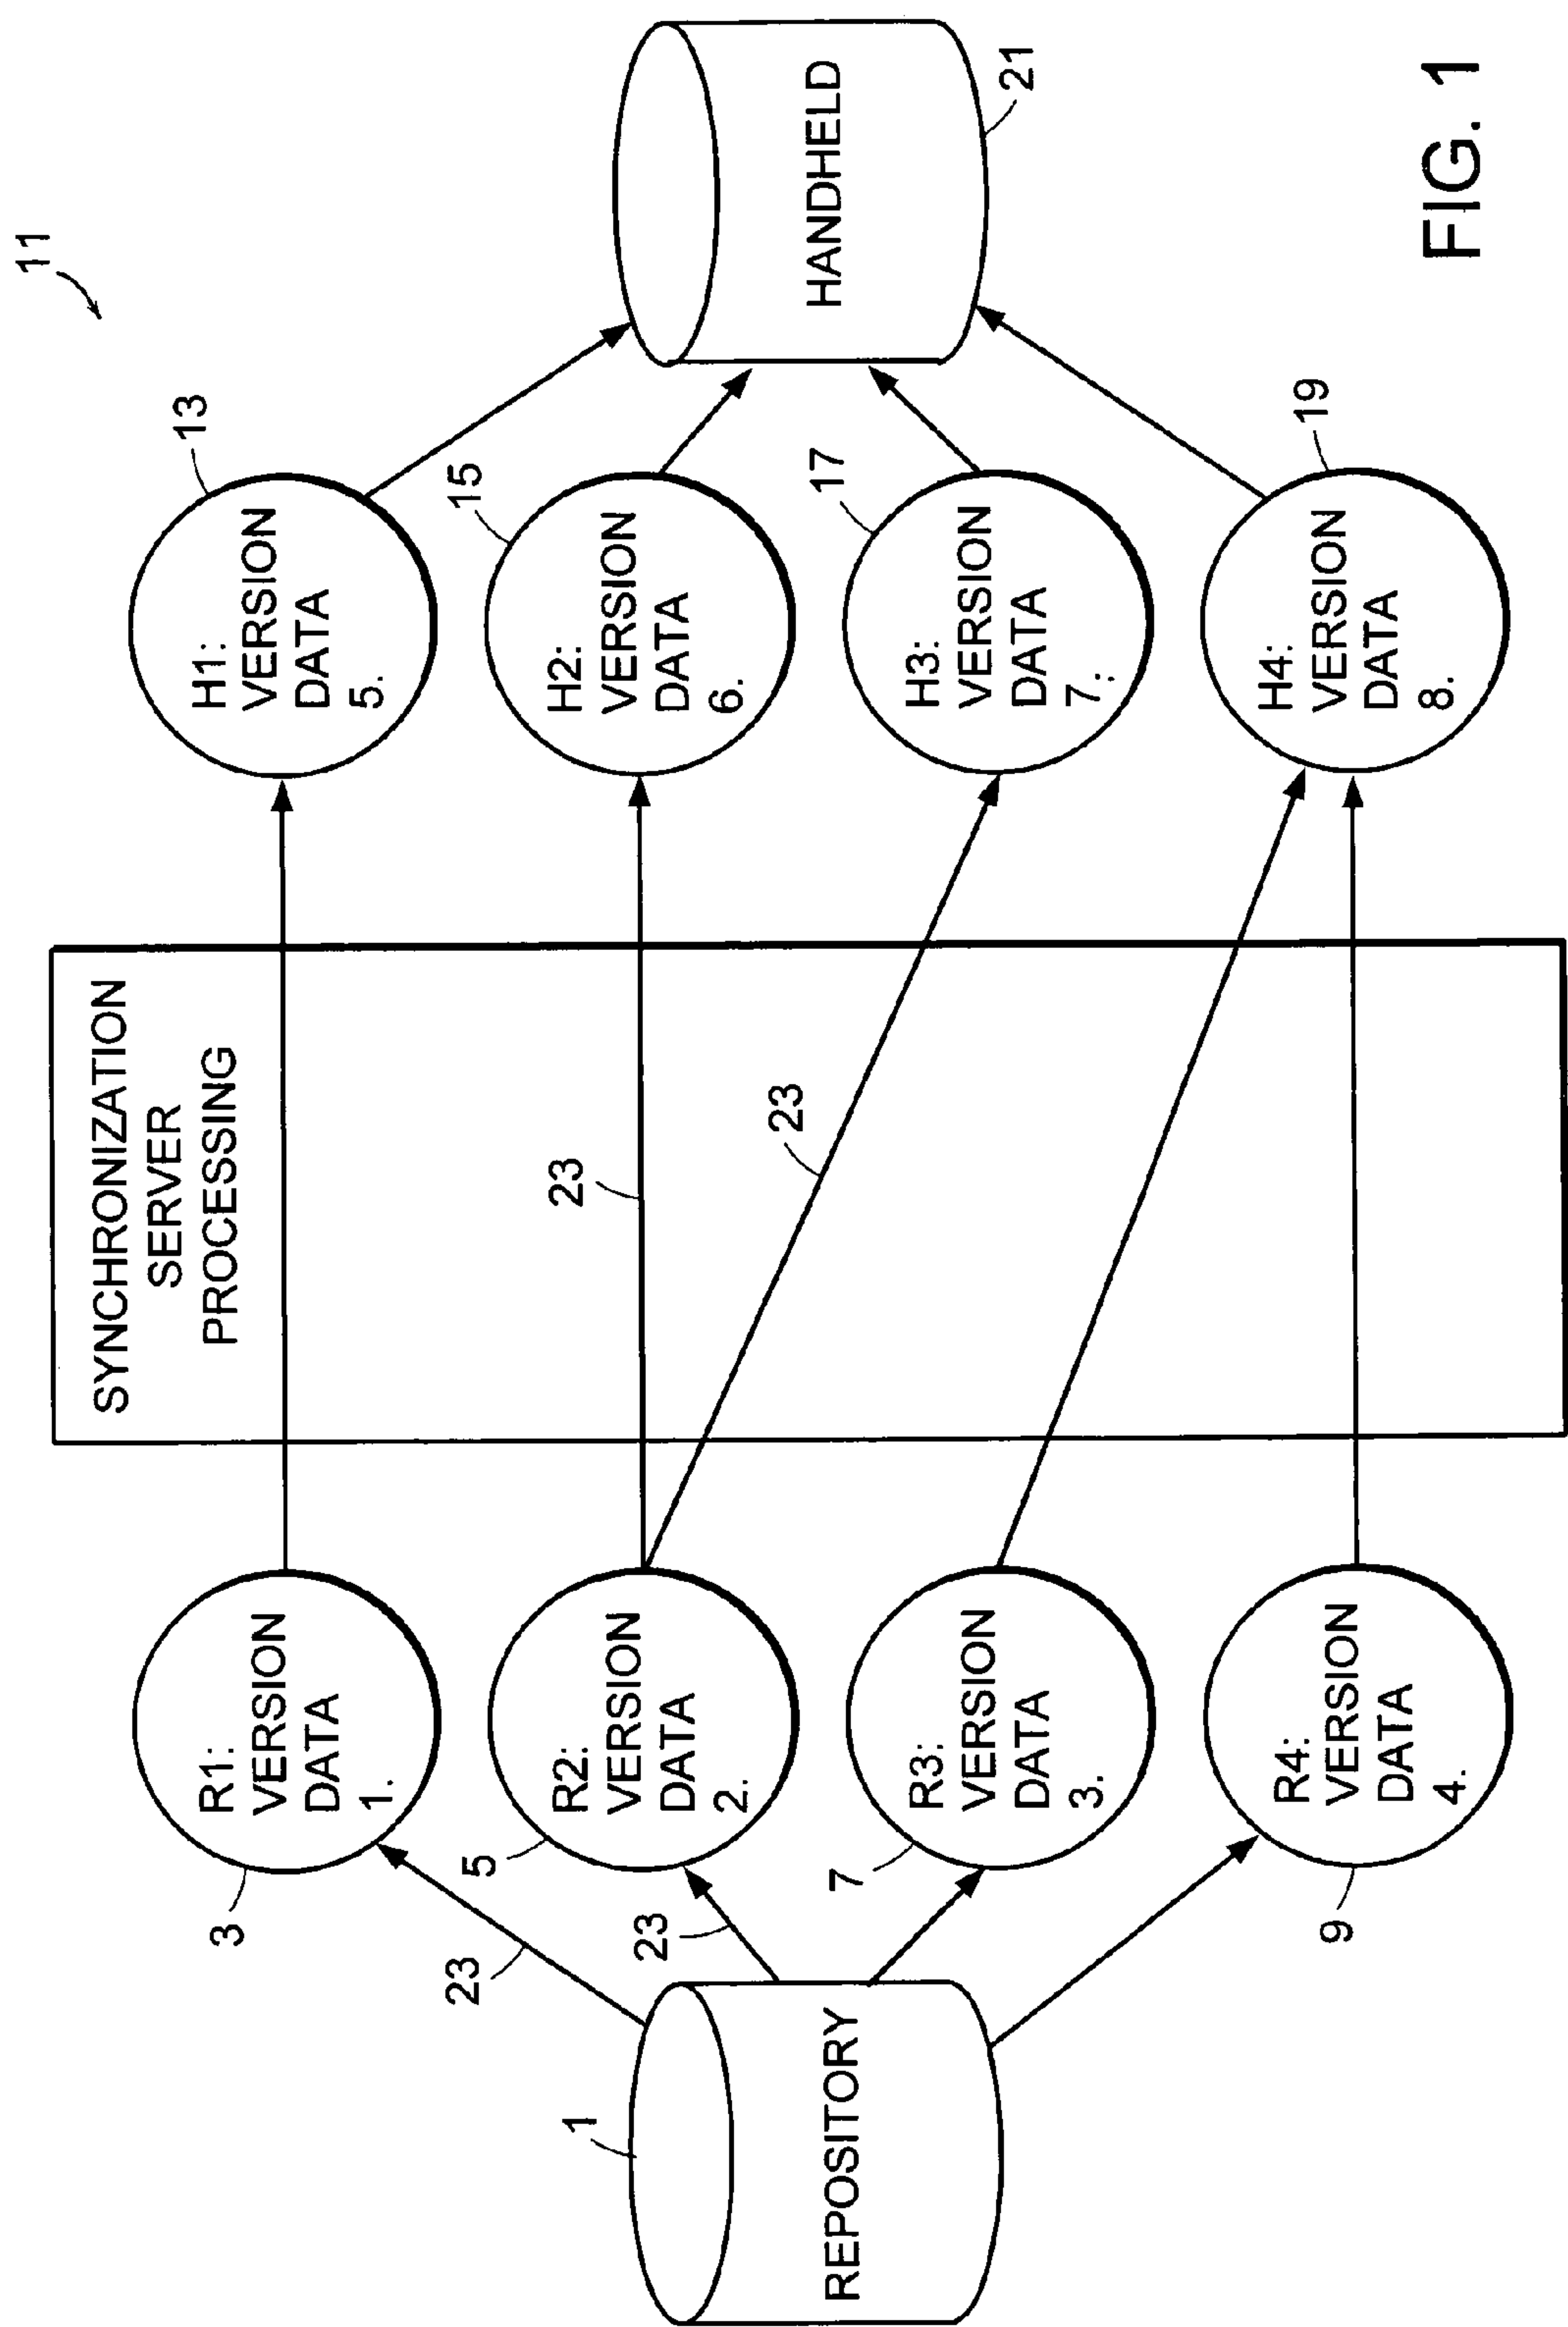 11
SYNCHRONIZATION
SERVER
PROCESSING
3
R1:
VERSION
DATA
1.
13
H1:
VERSION
DATA
5.
23
5
R2:
VERSION
DATA
2.
23
23
15
H2:
VERSION
DATA
6.
1
REPOSITORY
HANDHELD
21
7
R3:
VERSION
DATA
3.
23
17
H3:
VERSION
DATA
7.
9
R4:
VERSION
DATA
4.
19
H4:
VERSION
DATA
8.
FIG. 1